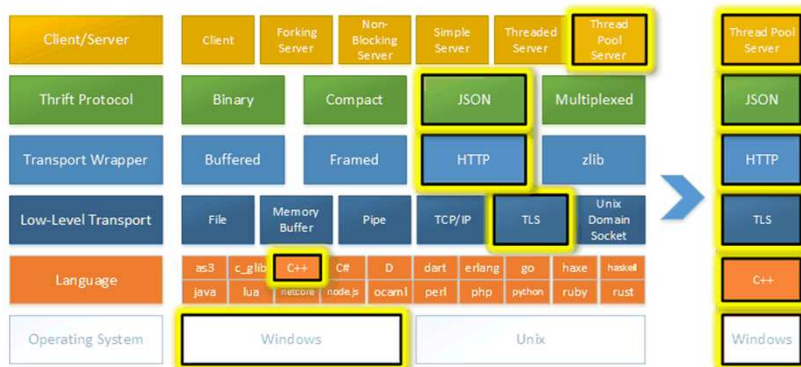 Client/Server
Client
Forking
Server
Non-
Blocking
Server
Simple
Server
Threaded
Server
Thread
Pool
Server
Thread Pool
Server
Thrift Protocol
Binary
Compact
JSON
Multiplexed
JSON
Transport Wrapper
Buffered
Framed
HTTP
zlib
HTTP
Low-Level Transport
File
Memory
Buffer
Pipe
TCP/IP
TLS
Unix
Domain
Socket
TLS
Language
as3 c_glib C++ C# D dart erlang go haxe haskell
java lua netcore node.js ocaml perl php python ruby rust
C++
Operating System
Windows
Unix
Windows